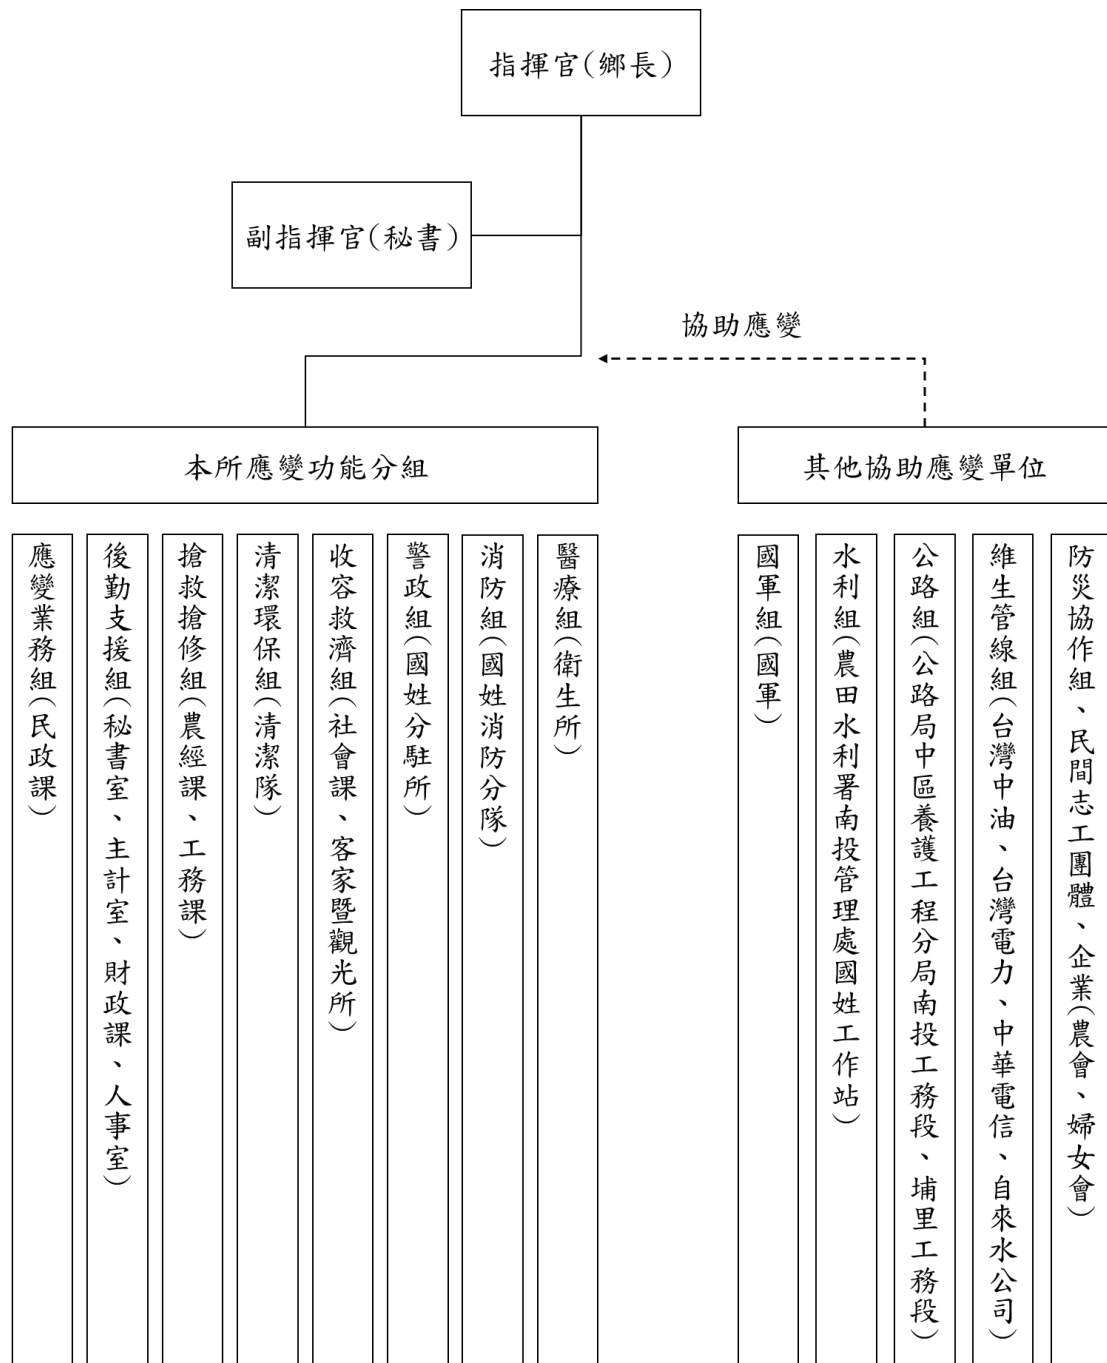 指揮官(鄉長)
副指揮官(秘書)
協助應變
本所應變功能分組
其他協助應變單位
應變業務組(民政課)
後勤支援組(秘書室、主計室、財政課、人事室)
搶救搶修組(農經課、工務課)
清潔環保組(清潔隊)
收容救濟組(社會課、客家暨觀光所)
警政組(國姓分駐所)
消防組(國姓消防分隊)
醫療組(衛生所)
國軍組(國軍)
水利組(農田水利署南投管理處國姓工作站)
公路組(公路局中區養護工程分局南投工務段、埔里工務段)
維生管線組(台灣中油、台灣電力、中華電信、自來水公司)
防災協作組、民間志工團體、企業(農會、婦女會)